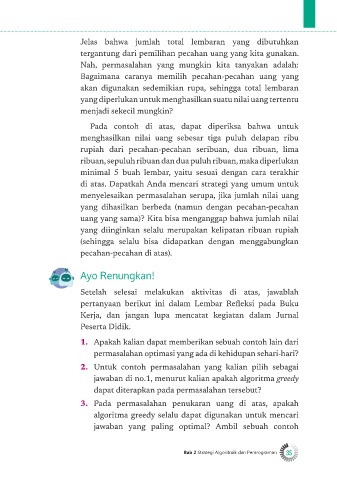 Jelas bahwa jumlah total lembaran yang dibutuhkan
tergantung dari pemilihan pecahan uang yang kita gunakan.
Nah, permasalahan yang mungkin kita tanyakan adalah:
Bagaimana caranya memilih pecahan-pecahan uang yang
akan digunakan sedemikian rupa, sehingga total lembaran
yang diperlukan untuk menghasilkan suatu nilai uang tertentu
menjadi sekecil mungkin?
Pada contoh di atas, dapat diperiksa bahwa untuk
menghasilkan nilai uang sebesar tiga puluh delapan ribu
rupiah dari pecahan-pecahan seribuan, dua ribuan, lima
ribuan, sepuluh ribuan dan dua puluh ribuan, maka diperlukan
minimal 5 buah lembar, yaitu sesuai dengan cara terakhir
di atas. Dapatkah Anda mencari strategi yang umum untuk
menyelesaikan permasalahan serupa, jika jumlah nilai uang
yang dihasilkan berbeda (namun dengan pecahan-pecahan
uang yang sama)? Kita bisa menganggap bahwa jumlah nilai
yang diinginkan selalu merupakan kelipatan ribuan rupiah
(sehingga selalu bisa didapatkan dengan menggabungkan
pecahan-pecahan di atas).
Ayo Renungkan!
Setelah selesai melakukan aktivitas di atas, jawablah
pertanyaan berikut ini dalam Lembar Refleksi pada Buku
Kerja, dan jangan lupa mencatat kegiatan dalam Jurnal
Peserta Didik.
1. Apakah kalian dapat memberikan sebuah contoh lain dari
permasalahan optimasi yang ada di kehidupan sehari-hari?
2. Untuk contoh permasalahan yang kalian pilih sebagai
jawaban di no.1, menurut kalian apakah algoritma greedy
dapat diterapkan pada permasalahan tersebut?
3. Pada permasalahan penukaran uang di atas, apakah
algoritma greedy selalu dapat digunakan untuk mencari
jawaban yang paling optimal? Ambil sebuah contoh
Bab 2 Strategi Algoritmik dan Pemrograman 35